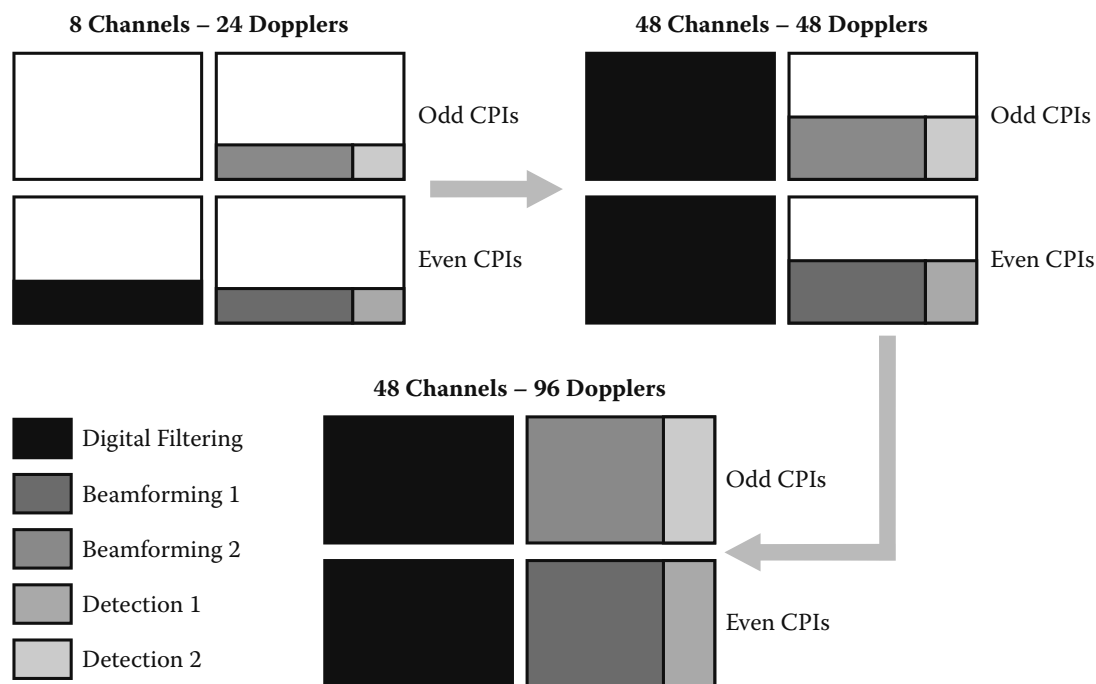 8 Channels – 24 Dopplers
48 Channels – 48 Dopplers
Odd CPIs
Odd CPIs
Even CPIs
Even CPIs
48 Channels – 96 Dopplers
Digital Filtering
Beamforming 1
Beamforming 2
Detection 1
Detection 2
Odd CPIs
Even CPIs